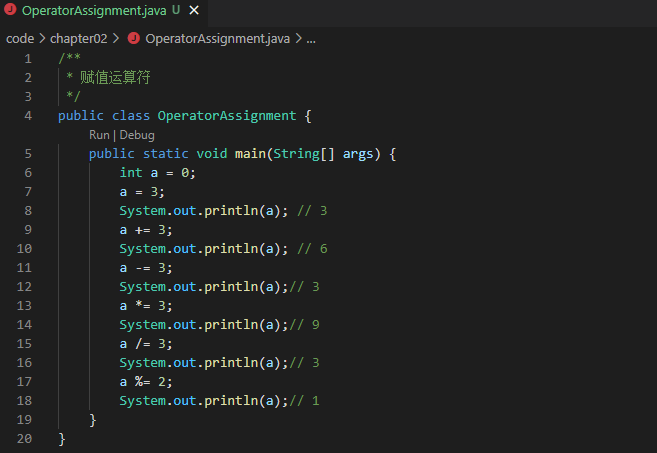 OperatorAssignment.java U ×
code > chapter02 > OperatorAssignment.java > ...
1 /**
2 * 赋值运算符
3 */
4 public class OperatorAssignment {
Run | Debug
5 public static void main(String[] args) {
6 int a = 0;
7 a = 3;
8 System.out.println(a); // 3
9 a += 3;
10 System.out.println(a); // 6
11 a -= 3;
12 System.out.println(a);// 3
13 a *= 3;
14 System.out.println(a);// 9
15 a /= 3;
16 System.out.println(a);// 3
17 a %= 2;
18 System.out.println(a);// 1
19 }
20 }